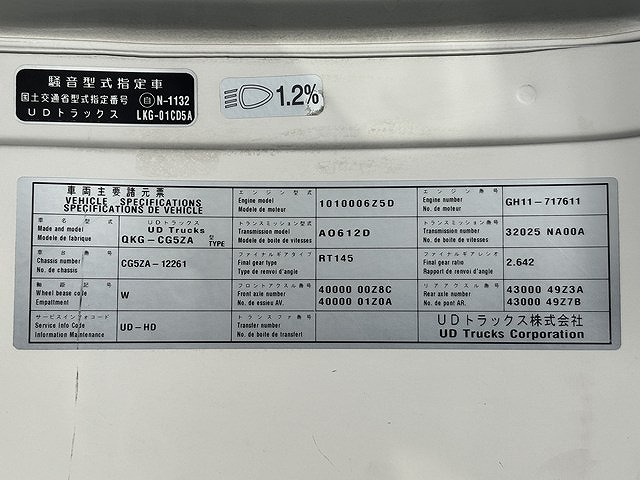 騒音型式指定車
国土交通省型式指定番号 自 N-1132
UDトラックス LKG-01CD5A
1.2%
車両主要諸元票
VEHICLE SPECIFICATIONS
SPECIFICATIONS DE VEHICLE
エンジン型式
Engine model
Modele de moteur
1010006Z5D
エンジン番号
Engine number
No. de moteur
GH11-717611
車名型式
Made and model
Modele de fabrique
UDトラックス
UD Trucks
QKG-CG5ZA 型 TYPE
トランスミッション型式
Transmission model
Modele de boite de vitesses
A0612D
トランスミッション番号
Transmission number
No. de boite de vitesses
32025 NA00A
車台番号
Chassis number
No. de chassis
CG5ZA-12261
ファイナルギアタイプ
Final gear type
Type de renvoi d'angle
RT145
ファイナルギアレシオ
Final gear ratio
Rapport de renvoi d'angle
2.642
軸距記号
Wheel base code
Empattment
W
フロントアクスル番号
Front axle number
No. de essieu AV.
40000 00Z8C
40000 01Z0A
リアアクスル番号
Rear axle number
No. de pont AR.
43000 49Z3A
43000 49Z7B
サービスインフォコード
Service Info Code
Information Maintenance
UD-HD
トランスファ番号
Transfer number
No. de boite de transfert
UDトラックス株式会社
UD Trucks Corporation